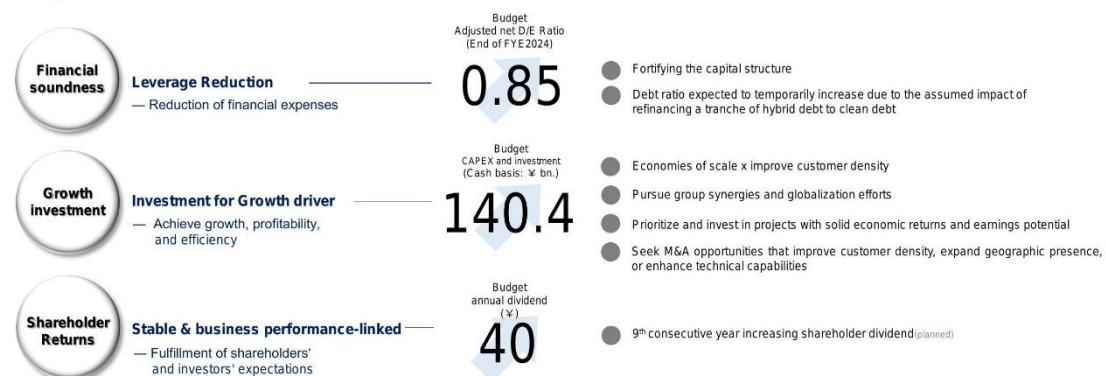 Financial
soundness
Leverage Reduction
— Reduction of financial expenses
Budget
Adjusted net D/E Ratio
(End of FYE2024)
0.85
Fortifying the capital structure
Debt ratio expected to temporarily increase due to the assumed impact of
refinancing a tranche of hybrid debt to clean debt
Growth
investment
Investment for Growth driver
— Achieve growth, profitability,
and efficiency
Budget
CAPEX and investment
(Cash basis: ¥ bn.)
140.4
Economies of scale x improve customer density
Pursue group synergies and globalization efforts
Prioritize and invest in projects with solid economic returns and earnings potential
Seek M&A opportunities that improve customer density, expand geographic presence,
or enhance technical capabilities
Shareholder
Returns
Stable & business performance-linked
— Fulfillment of shareholders'
and investors' expectations
Budget
annual dividend
(¥)
40
9th consecutive year increasing shareholder dividend(planned)